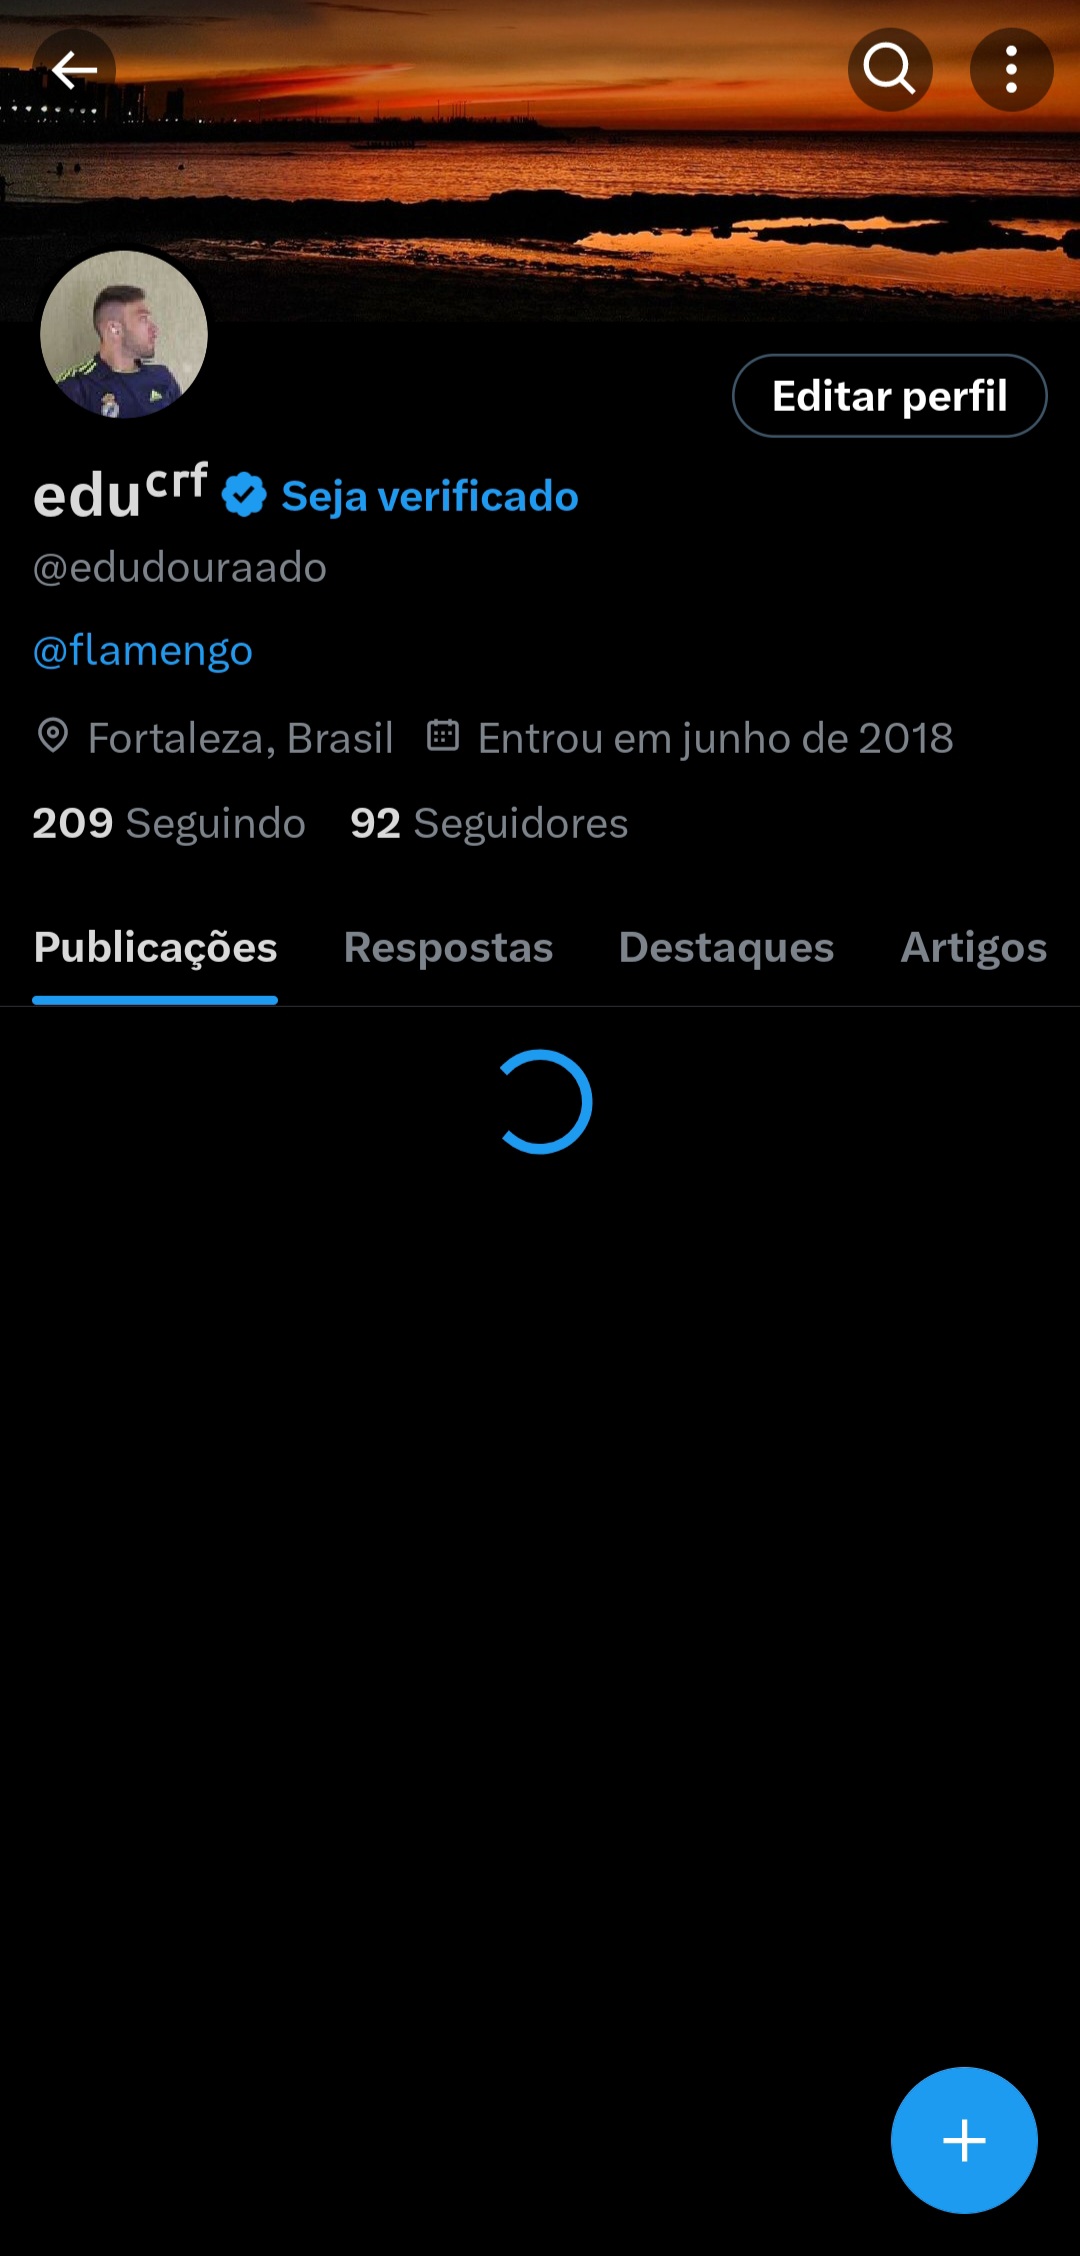 Editar perfil
eduᶜʳᶠ Seja verificado
@edudouraado
@flamengo
Fortaleza, Brasil Entrou em junho de 2018
209 Seguindo 92 Seguidores
Publicações Respostas Destaques Artigos